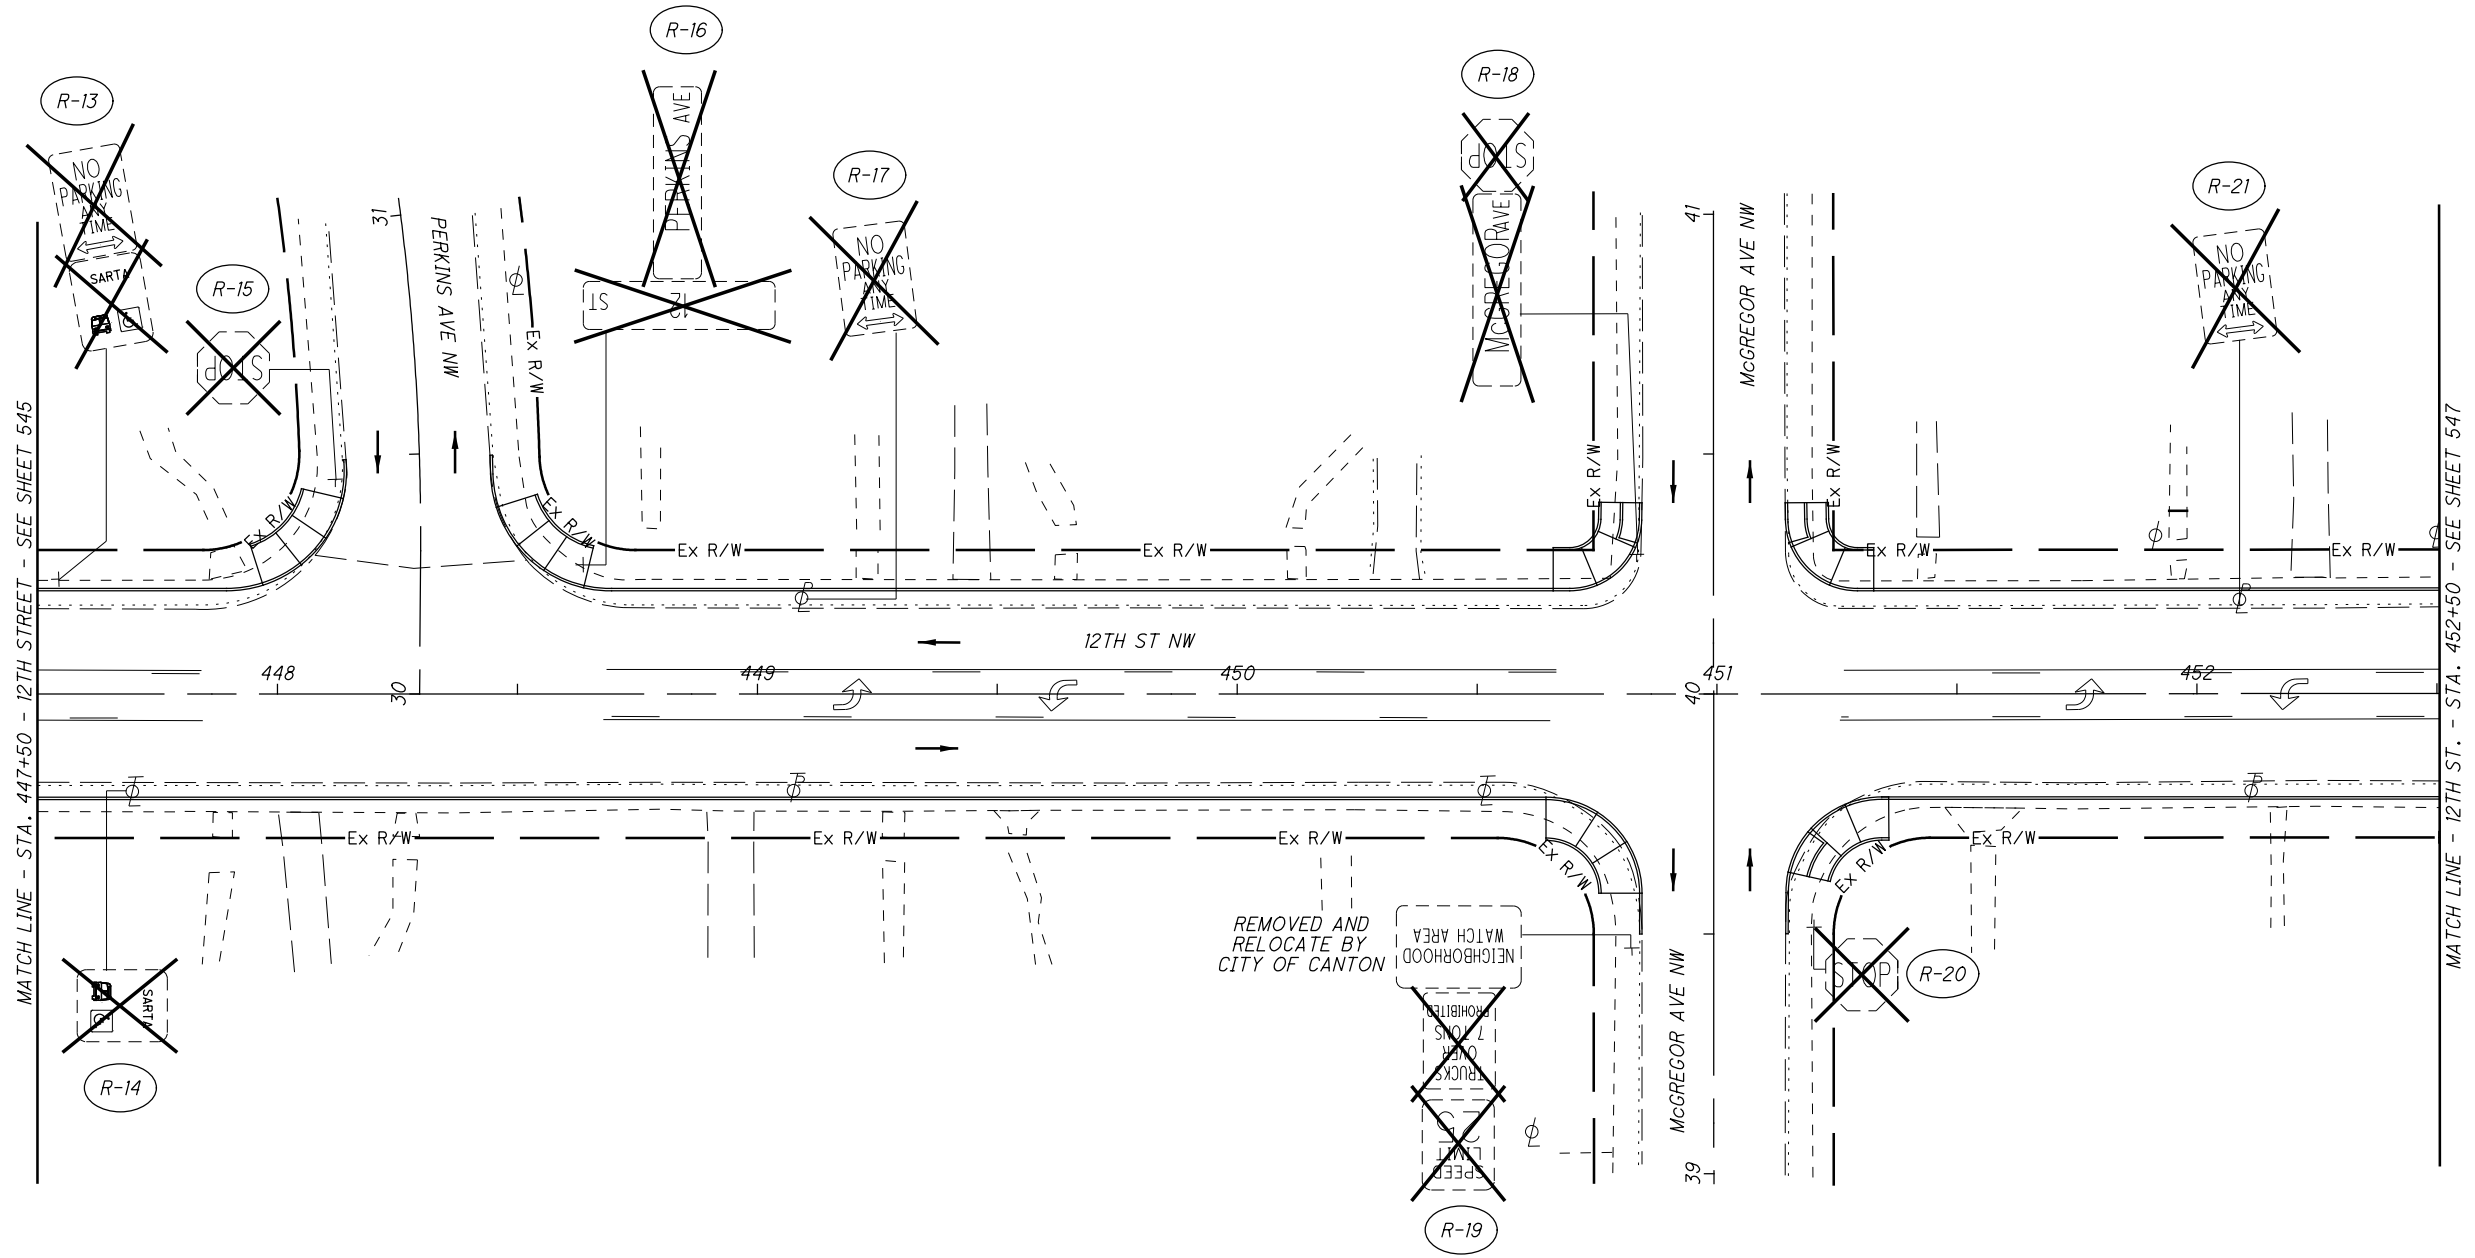 R-16
R-18
R-13
R-17
R-21
R-15
R-14
R-19
R-20
NO
PARKING
ANY
TIME
SARTA
STOP
PERKINS AVE
12 ST
NO
PARKING
ANY
TIME
STOP
McGREGOR AVE
NO
PARKING
ANY
TIME
31
PERKINS AVE NW
41
McGREGOR AVE NW
Ex R/W
Ex R/W
Ex R/W
Ex R/W
Ex R/W
Ex R/W
Ex R/W
Ex R/W
Ex R/W
Ex R/W
MATCH LINE - STA. 447+50 - 12TH STREET - SEE SHEET 545
MATCH LINE - 12TH ST. - STA. 452+50 - SEE SHEET 547
12TH ST NW
448
449
450
451
452
30
40
Ex R/W
Ex R/W
Ex R/W
Ex R/W
Ex R/W
Ex R/W
REMOVED AND
RELOCATE BY
CITY OF CANTON
NEIGHBORHOOD
WATCH AREA
TRUCKS
OVER
7 TONS
PROHIBITED
SPEED
LIMIT
25
McGREGOR AVE NW
39
STOP
SARTA